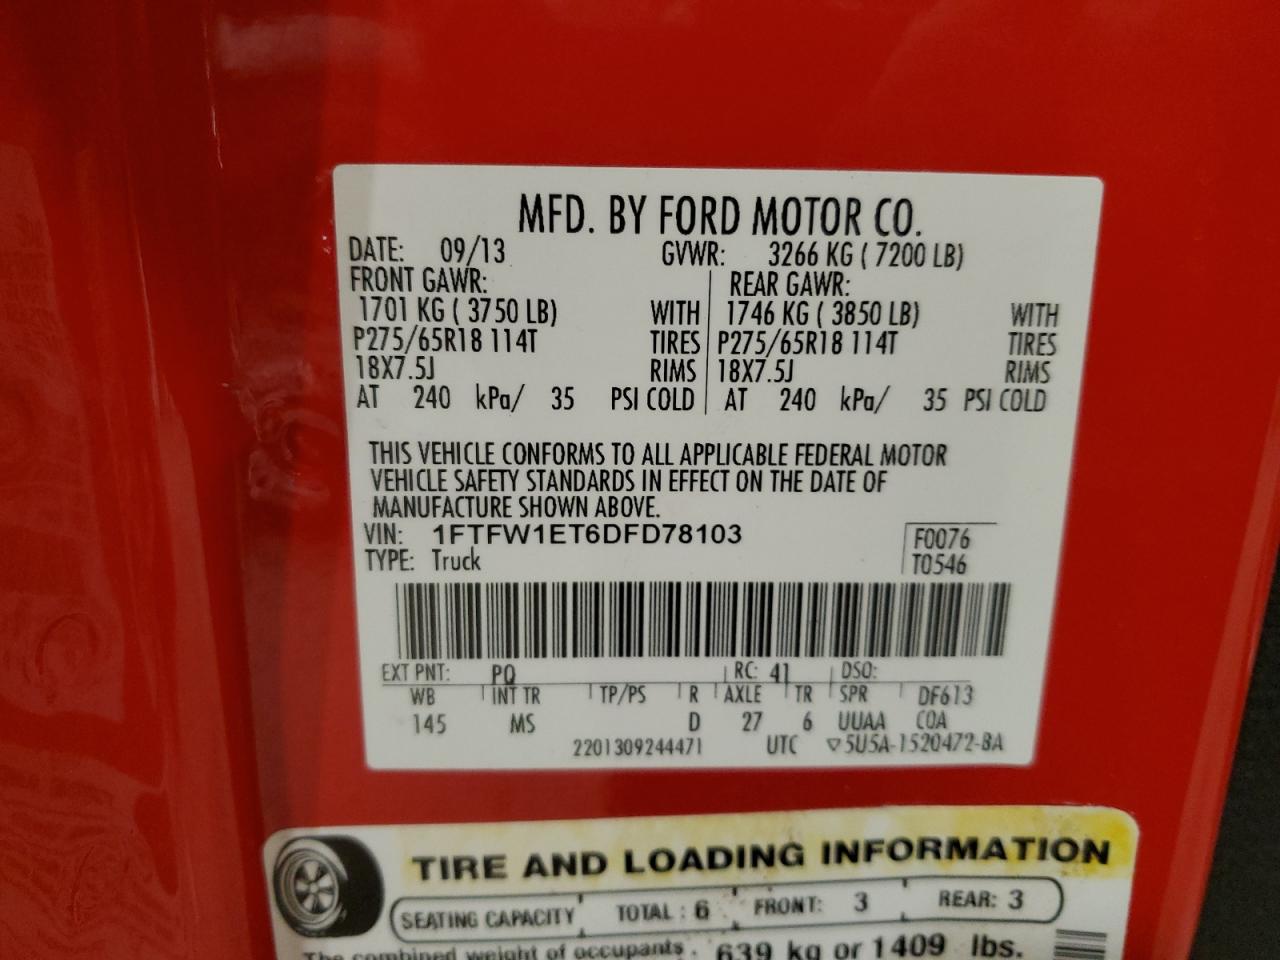 MFD. BY FORD MOTOR CO.
DATE: 09/13 GVWR: 3266 KG ( 7200 LB)
FRONT GAWR: REAR GAWR:
1701 KG ( 3750 LB) WITH 1746 KG ( 3850 LB) WITH
P275/65R18 114T TIRES P275/65R18 114T TIRES
18X7.5J RIMS 18X7.5J RIMS
AT 240 kPa/ 35 PSI COLD AT 240 kPa/ 35 PSI COLD
THIS VEHICLE CONFORMS TO ALL APPLICABLE FEDERAL MOTOR
VEHICLE SAFETY STANDARDS IN EFFECT ON THE DATE OF
MANUFACTURE SHOWN ABOVE.
VIN: 1FTFW1ET6DFD78103 F0076
TYPE: Truck T0546
EXT PNT: PQ RC: 41 DSO:
WB INT TR TP/PS R AXLE TR SPR DF613
145 MS D 27 6 UUAA COA
2201309244471 UTC ▽5U5A-1520472-BA
TIRE AND LOADING INFORMATION
SEATING CAPACITY TOTAL : 6 FRONT: 3 REAR: 3
The combined weight of occupants 639 kg or 1409 lbs.